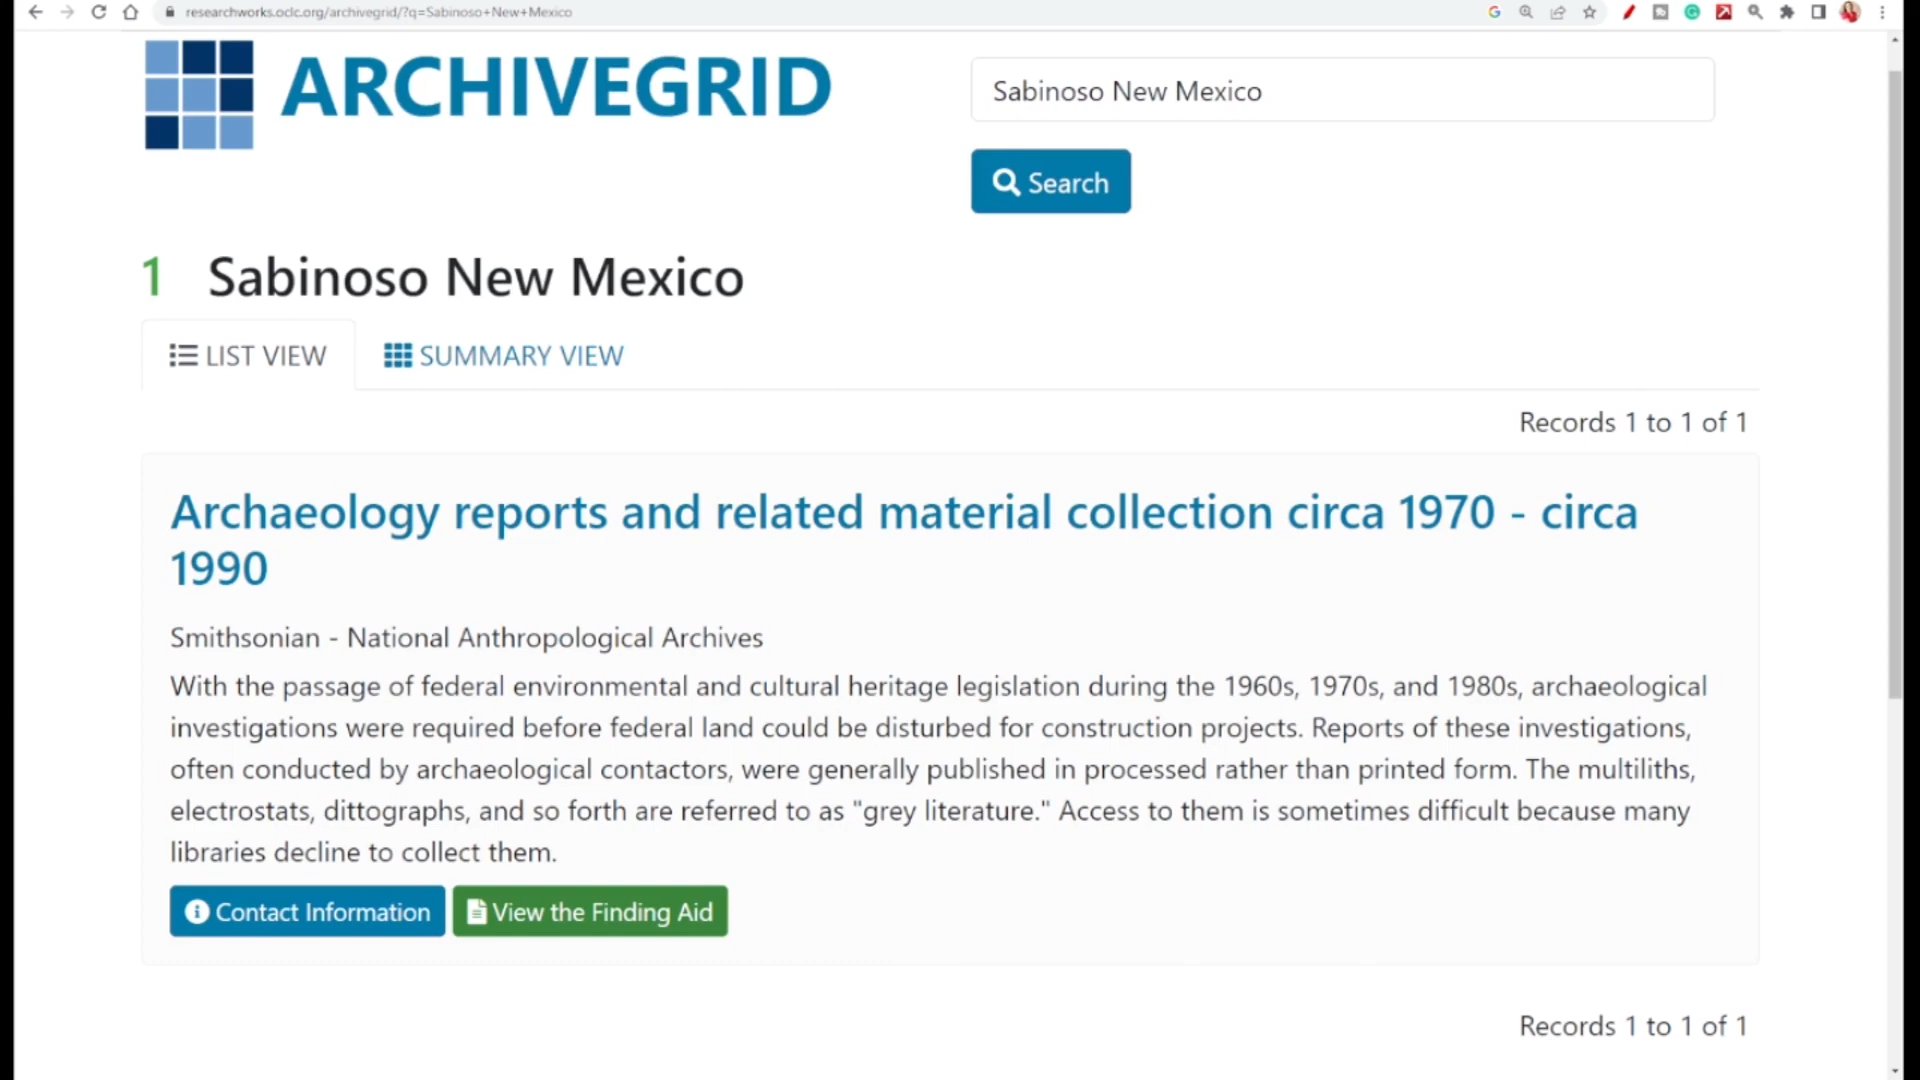 researchworks.oclc.org/archivegrid/?q=Sabinoso+New+Mexico
ARCHIVEGRID
Sabinoso New Mexico
Search
1 Sabinoso New Mexico
LIST VIEW
SUMMARY VIEW
Records 1 to 1 of 1
Archaeology reports and related material collection circa 1970 - circa
1990
Smithsonian - National Anthropological Archives
With the passage of federal environmental and cultural heritage legislation during the 1960s, 1970s, and 1980s, archaeological
investigations were required before federal land could be disturbed for construction projects. Reports of these investigations,
often conducted by archaeological contactors, were generally published in processed rather than printed form. The multiliths,
electrostats, dittographs, and so forth are referred to as "grey literature." Access to them is sometimes difficult because many
libraries decline to collect them.
Contact Information
View the Finding Aid
Records 1 to 1 of 1